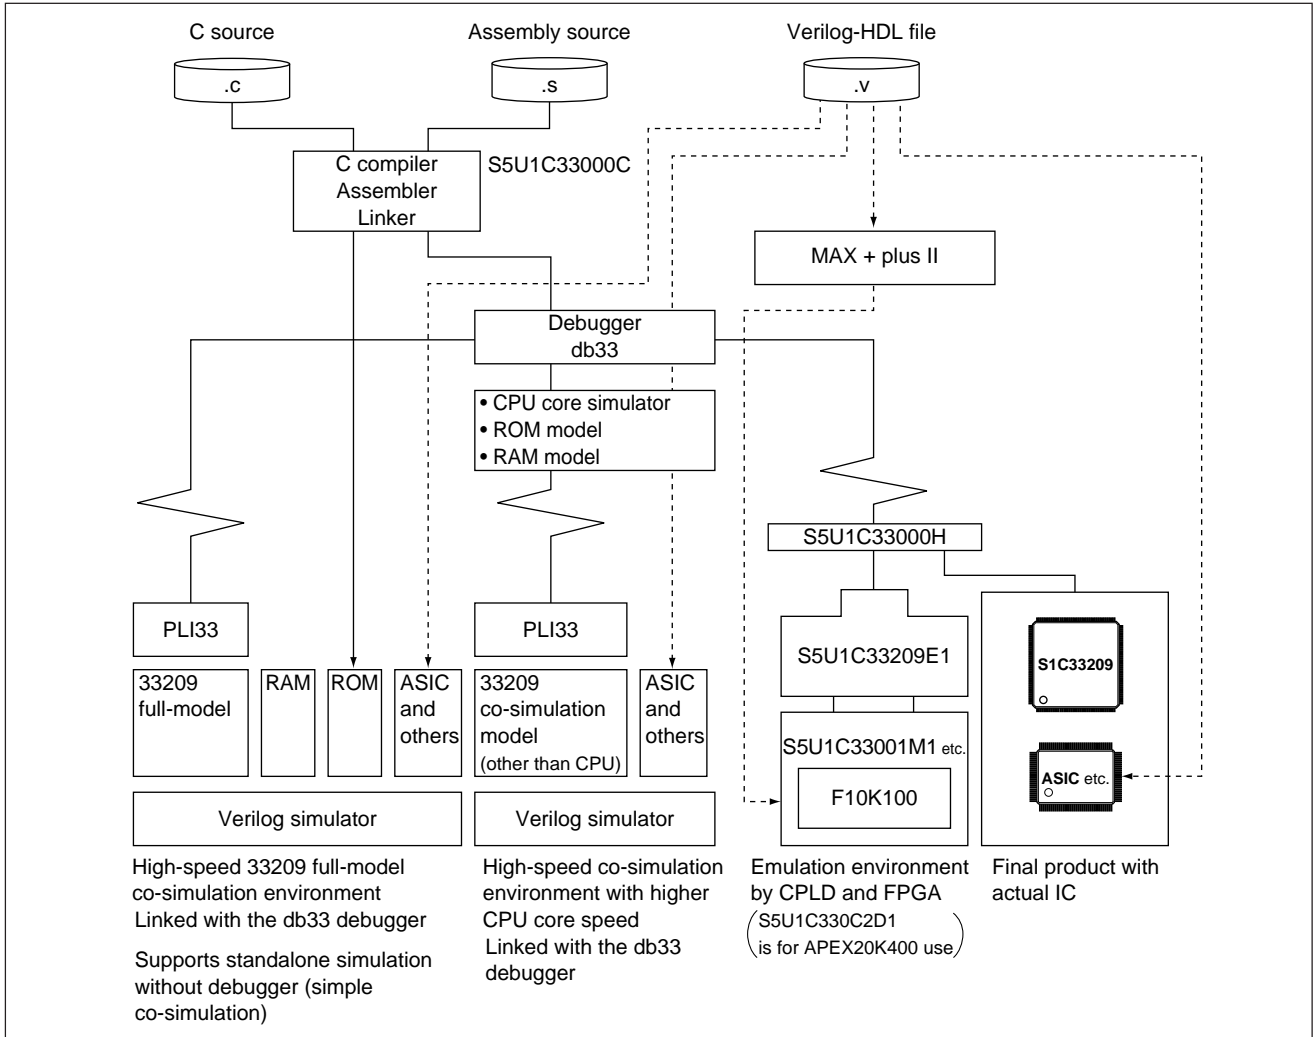 C source
Assembly source
Verilog-HDL file
.c
.s
.v
C compiler
Assembler
Linker
S5U1C33000C
MAX + plus II
Debugger
db33
• CPU core simulator
• ROM model
• RAM model
S5U1C33000H
PLI33
PLI33
S5U1C33209E1
S1C33209
33209
full-model
RAM
ROM
ASIC
and
others
33209
co-simulation
model
(other than CPU)
ASIC
and
others
S5U1C33001M1 etc.
F10K100
ASIC etc.
Verilog simulator
Verilog simulator
High-speed 33209 full-model
co-simulation environment
Linked with the db33 debugger
Supports standalone simulation
without debugger (simple
co-simulation)
High-speed co-simulation
environment with higher
CPU core speed
Linked with the db33
debugger
Emulation environment
by CPLD and FPGA
(S5U1C330C2D1
is for APEX20K400 use)
Final product with
actual IC